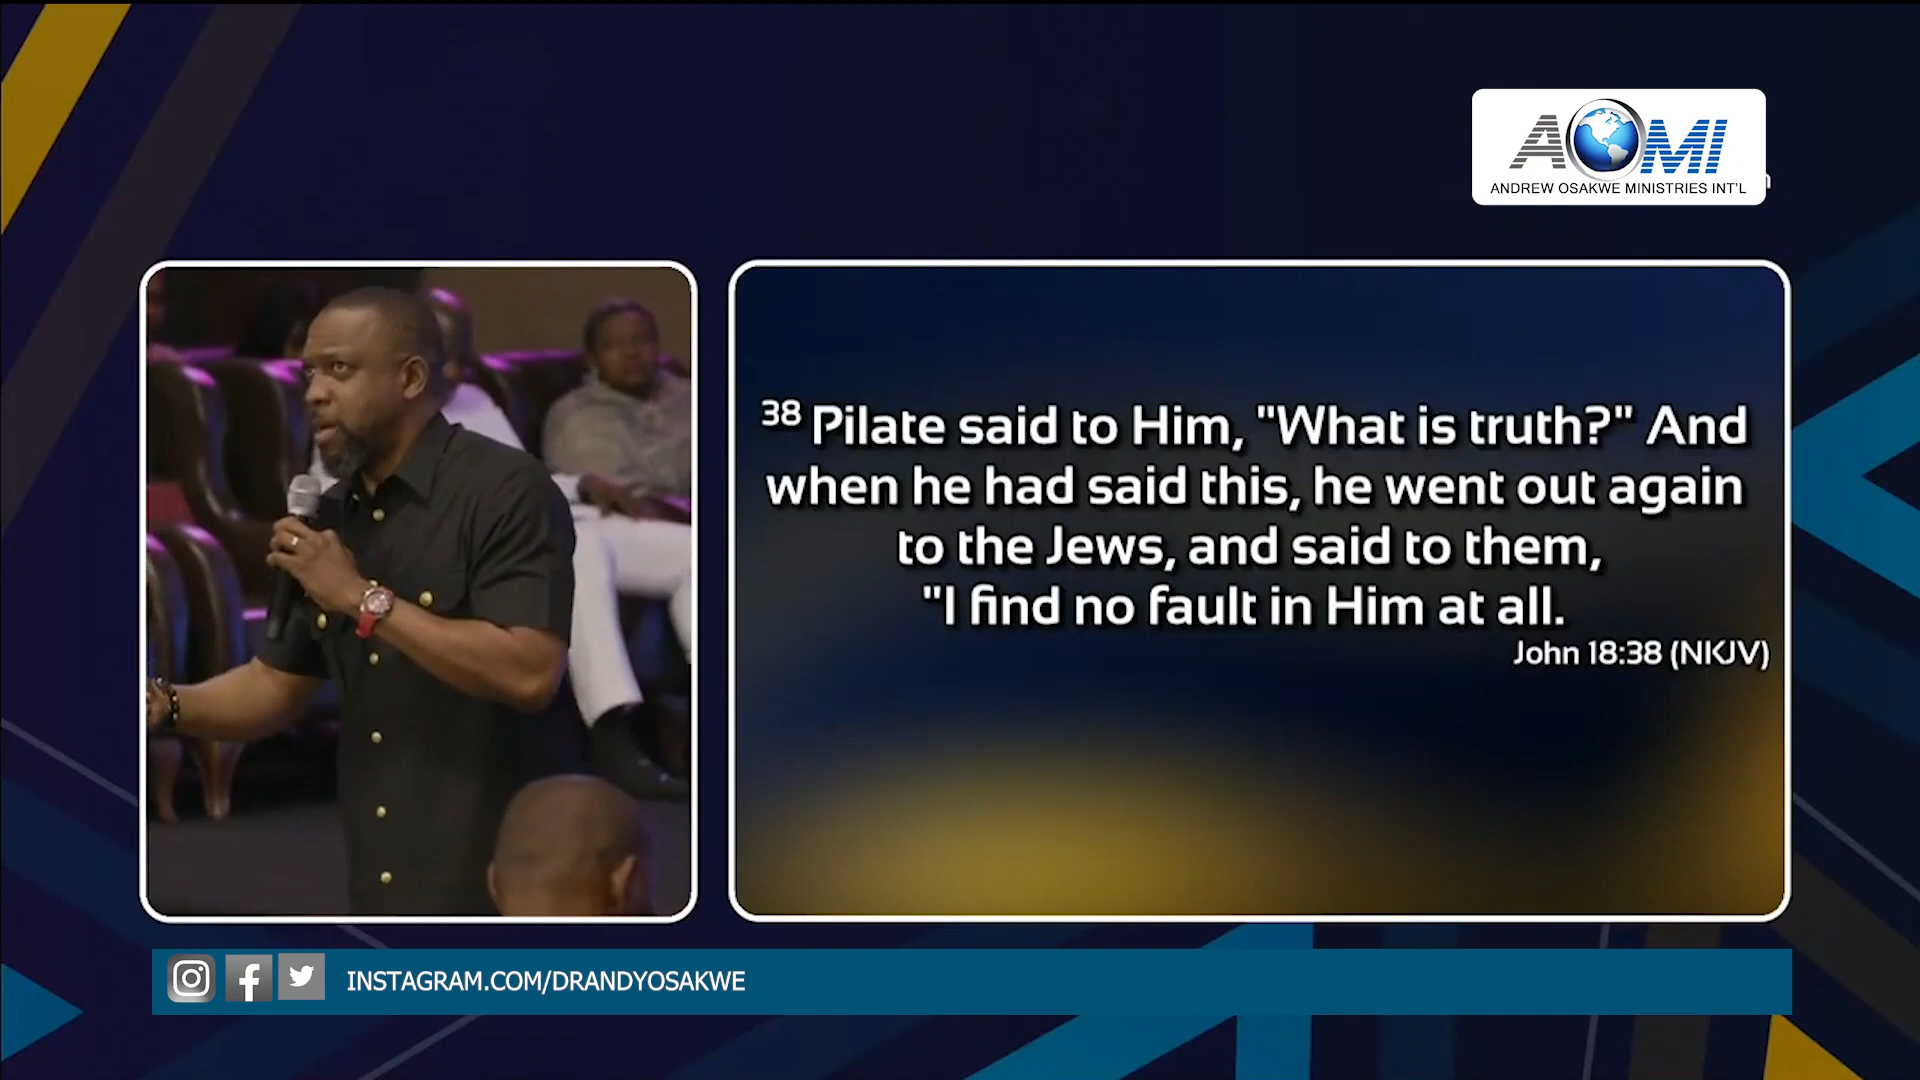 AOMI
ANDREW OSAKWE MINISTRIES INT'L
38 Pilate said to Him, "What is truth?" And
when he had said this, he went out again
to the Jews, and said to them,
"I find no fault in Him at all.
John 18:38 (NKJV)
INSTAGRAM.COM/DRANDYOSAKWE